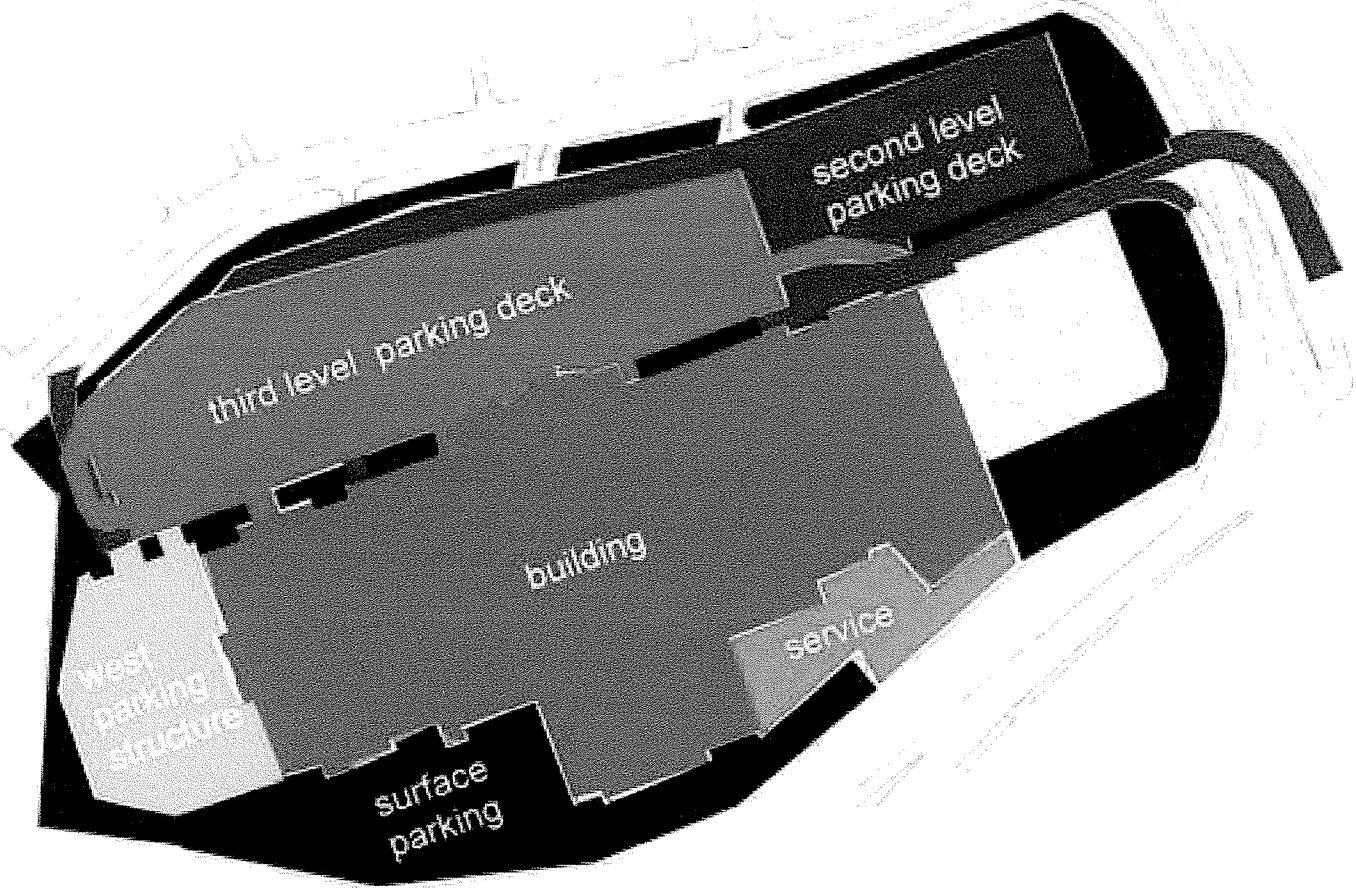 second level
parking deck
third level parking deck
building
service
west
parking
structure
surface
parking